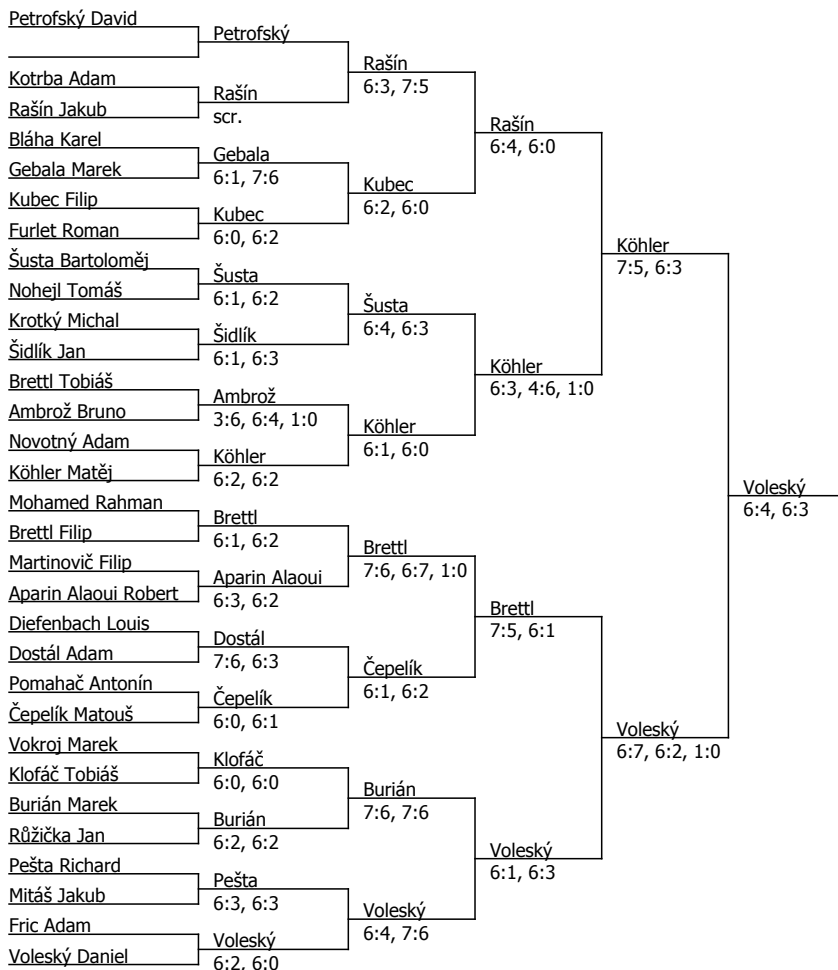 Petrofský David
Kotrba Adam
Rašín Jakub
Bláha Karel
Gebala Marek
Kubec Filip
Furlet Roman
Šusta Bartoloměj
Nohejl Tomáš
Krotký Michal
Šidlík Jan
Brettl Tobiáš
Ambrož Bruno
Novotný Adam
Köhler Matěj
Mohamed Rahman
Brettl Filip
Martinovič Filip
Aparin Alaoui Robert
Diefenbach Louis
Dostál Adam
Pomahač Antonín
Čepelík Matouš
Vokroj Marek
Klofáč Tobiáš
Burián Marek
Růžička Jan
Pešta Richard
Mitáš Jakub
Fric Adam
Voleský Daniel
Petrofský
Rašín
scr.
Gebala
6:1, 7:6
Kubec
6:0, 6:2
Šusta
6:1, 6:2
Šidlík
6:1, 6:3
Ambrož
3:6, 6:4, 1:0
Köhler
6:2, 6:2
Brettl
6:1, 6:2
Aparin Alaoui
6:3, 6:2
Dostál
7:6, 6:3
Čepelík
6:0, 6:1
Klofáč
6:0, 6:0
Burián
6:2, 6:2
Pešta
6:3, 6:3
Voleský
6:2, 6:0
Rašín
6:3, 7:5
Kubec
6:2, 6:0
Šusta
6:4, 6:3
Köhler
6:1, 6:0
Brettl
7:6, 6:7, 1:0
Čepelík
6:1, 6:2
Burián
7:6, 7:6
Voleský
6:4, 7:6
Rašín
6:4, 6:0
Köhler
6:3, 4:6, 1:0
Brettl
7:5, 6:1
Voleský
6:1, 6:3
Köhler
7:5, 6:3
Voleský
6:7, 6:2, 1:0
Voleský
6:4, 6:3